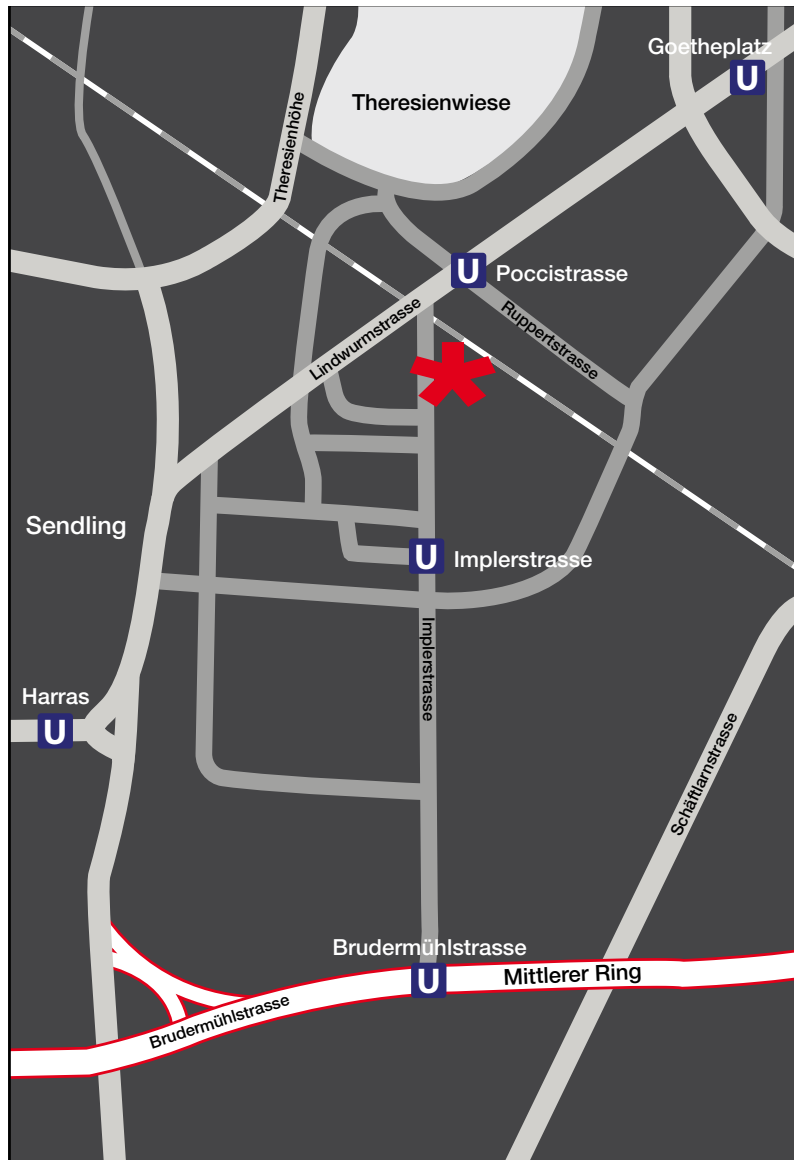 Goetheplatz
U
Theresienwiese
Theresienhöhe
U
Poccistrasse
Lindwurmstrasse
Ruppertstrasse
Sendling
U
Implerstrasse
Implerstrasse
Harras
U
Schäftlarnstrasse
Brudermühlstrasse
U
Mittlerer Ring
Brudermühlstrasse